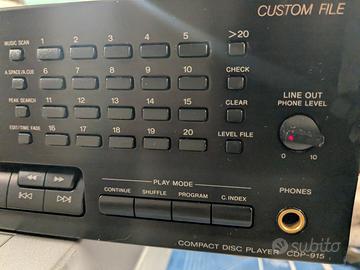 CUSTOM FILE
MUSIC SCAN
1 2 3 4 5 >20
A.SPACE/A.CUE
6 7 8 9 10 CHECK
PEAK SEARCH
11 12 13 14 15 CLEAR
EDIT/TIME FADE
16 17 18 19 20 LEVEL FILE
LINE OUT
PHONE LEVEL
0 10
PLAY MODE
CONTINUE SHUFFLE PROGRAM C. INDEX
PHONES
COMPACT DISC PLAYER CDP-915
subito.it